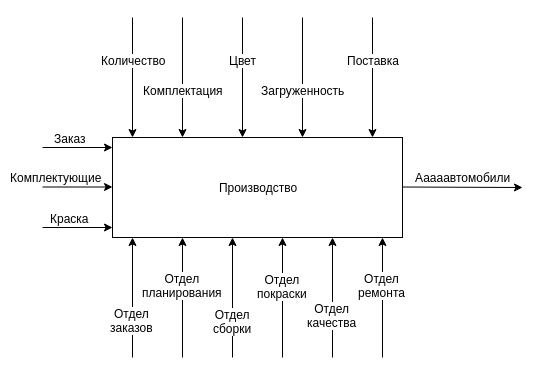 Количество
Цвет
Поставка
Комплектация
Загруженность
Заказ
Комплектующие
Краска
Производство
Ааааавтомобили
Отдел
планирования
Отдел
покраски
Отдел
ремонта
Отдел
заказов
Отдел
сборки
Отдел
качества